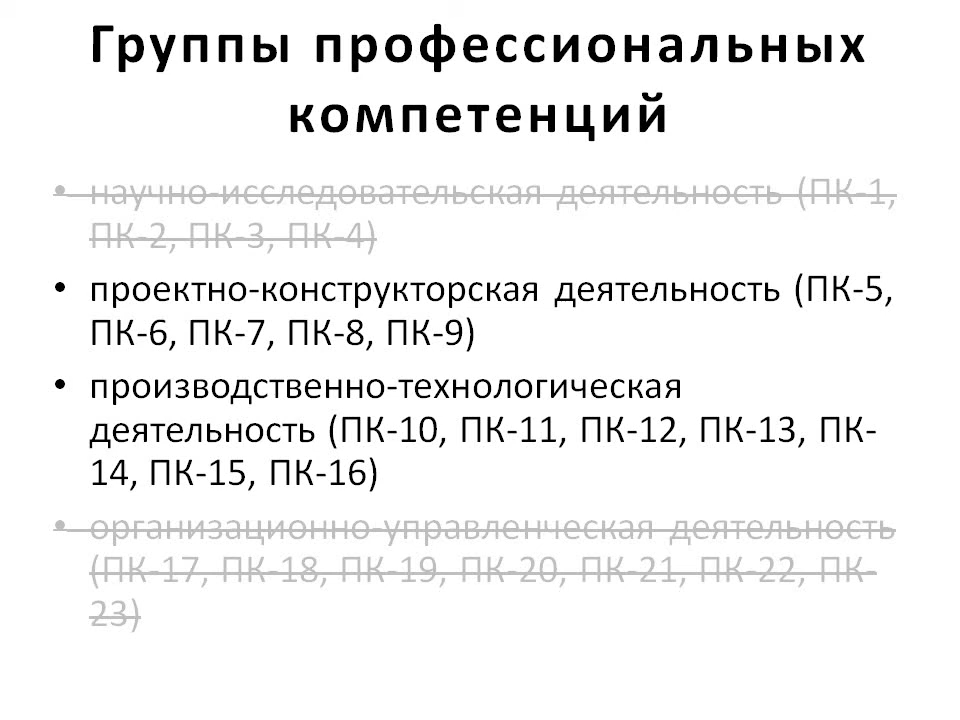 Группы профессиональных
компетенций
• научно-исследовательская деятельность (ПК-1,
ПК-2, ПК-3, ПК-4)
• проектно-конструкторская деятельность (ПК-5,
ПК-6, ПК-7, ПК-8, ПК-9)
• производственно-технологическая
деятельность (ПК-10, ПК-11, ПК-12, ПК-13, ПК-
14, ПК-15, ПК-16)
• организационно-управленческая деятельность
(ПК-17, ПК-18, ПК-19, ПК-20, ПК-21, ПК-22, ПК-
23)